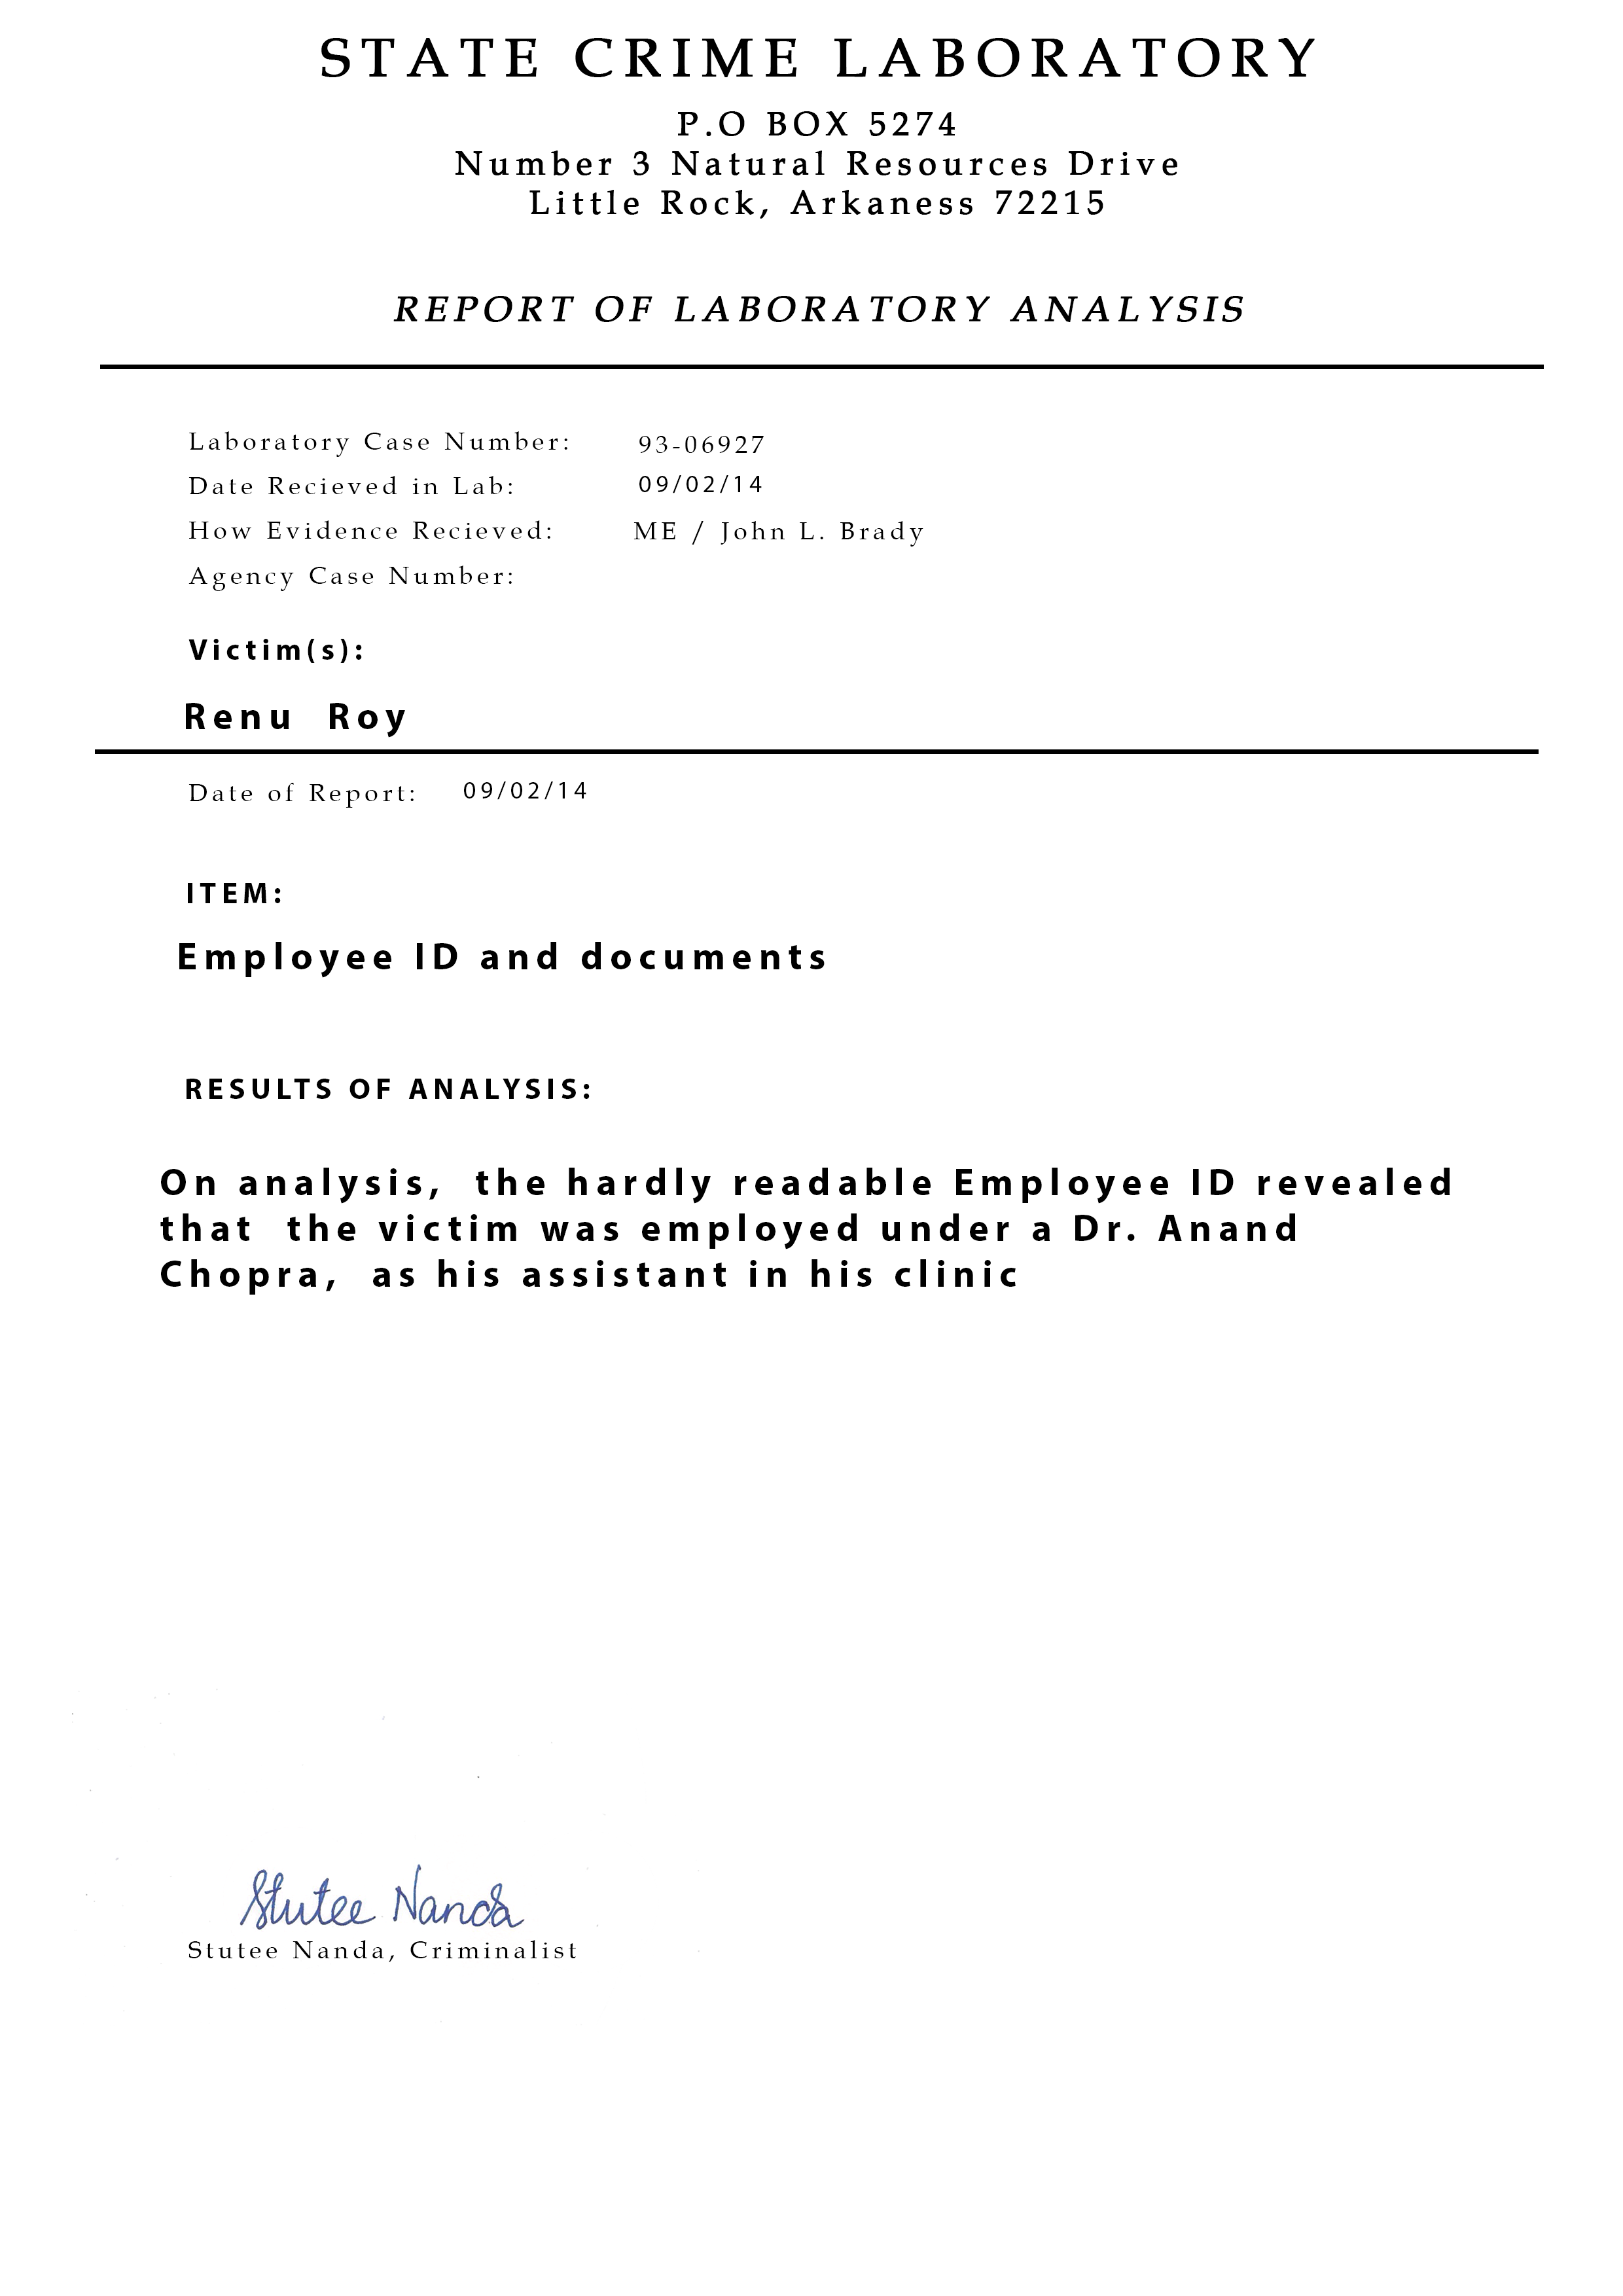 STATE CRIME LABORATORY
P.O BOX 5274
Number 3 Natural Resources Drive
Little Rock, Arkaness 72215
REPORT OF LABORATORY ANALYSIS
Laboratory Case Number: 93-06927
Date Recieved in Lab: 09/02/14
How Evidence Recieved: ME / John L. Brady
Agency Case Number:
Victim(s):
Renu Roy
Date of Report: 09/02/14
ITEM:
Employee ID and documents
RESULTS OF ANALYSIS:
On analysis, the hardly readable Employee ID revealed
that the victim was employed under a Dr. Anand
Chopra, as his assistant in his clinic
Stutee Nanda
Stutee Nanda, Criminalist